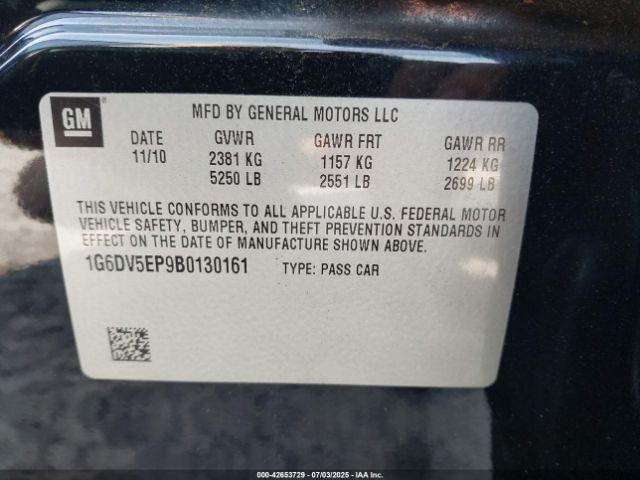 GM
MFD BY GENERAL MOTORS LLC
DATE GVWR GAWR FRT GAWR RR
11/10 2381 KG 1157 KG 1224 KG
5250 LB 2551 LB 2699 LB
THIS VEHICLE CONFORMS TO ALL APPLICABLE U.S. FEDERAL MOTOR
VEHICLE SAFETY, BUMPER, AND THEFT PREVENTION STANDARDS IN
EFFECT ON THE DATE OF MANUFACTURE SHOWN ABOVE.
1G6DV5EP9B0130161 TYPE: PASS CAR
000-42653729 - 07/03/2025 - IAA Inc.